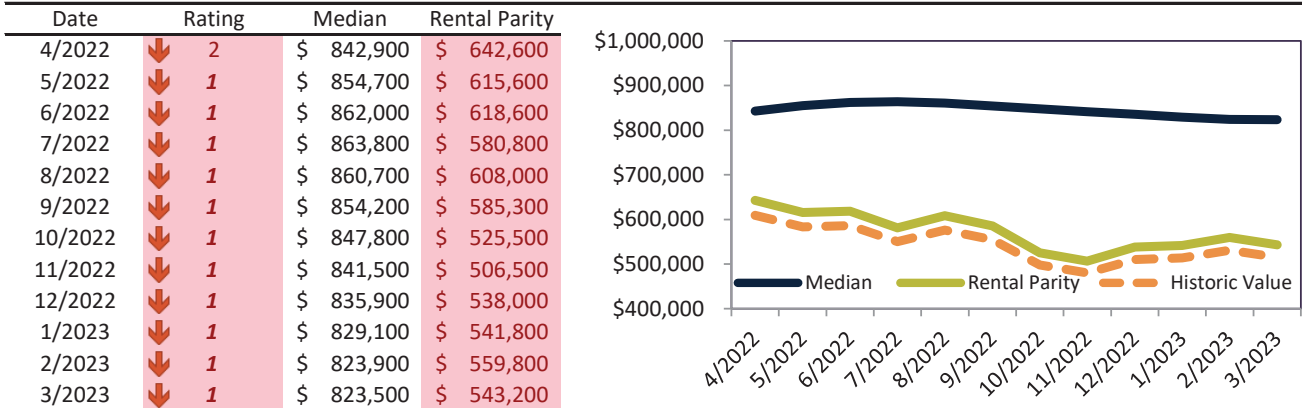 Date Rating Median Rental Parity
4/2022 2 $ 842,900 $ 642,600
5/2022 1 $ 854,700 $ 615,600
6/2022 1 $ 862,000 $ 618,600
7/2022 1 $ 863,800 $ 580,800
8/2022 1 $ 860,700 $ 608,000
9/2022 1 $ 854,200 $ 585,300
10/2022 1 $ 847,800 $ 525,500
11/2022 1 $ 841,500 $ 506,500
12/2022 1 $ 835,900 $ 538,000
1/2023 1 $ 829,100 $ 541,800
2/2023 1 $ 823,900 $ 559,800
3/2023 1 $ 823,500 $ 543,200
$1,000,000
$900,000
$800,000
$700,000
$600,000
$500,000
$400,000
Median Rental Parity Historic Value
4/2022 5/2022 6/2022 7/2022 8/2022 9/2022 10/2022 11/2022 12/2022 1/2023 2/2023 3/2023